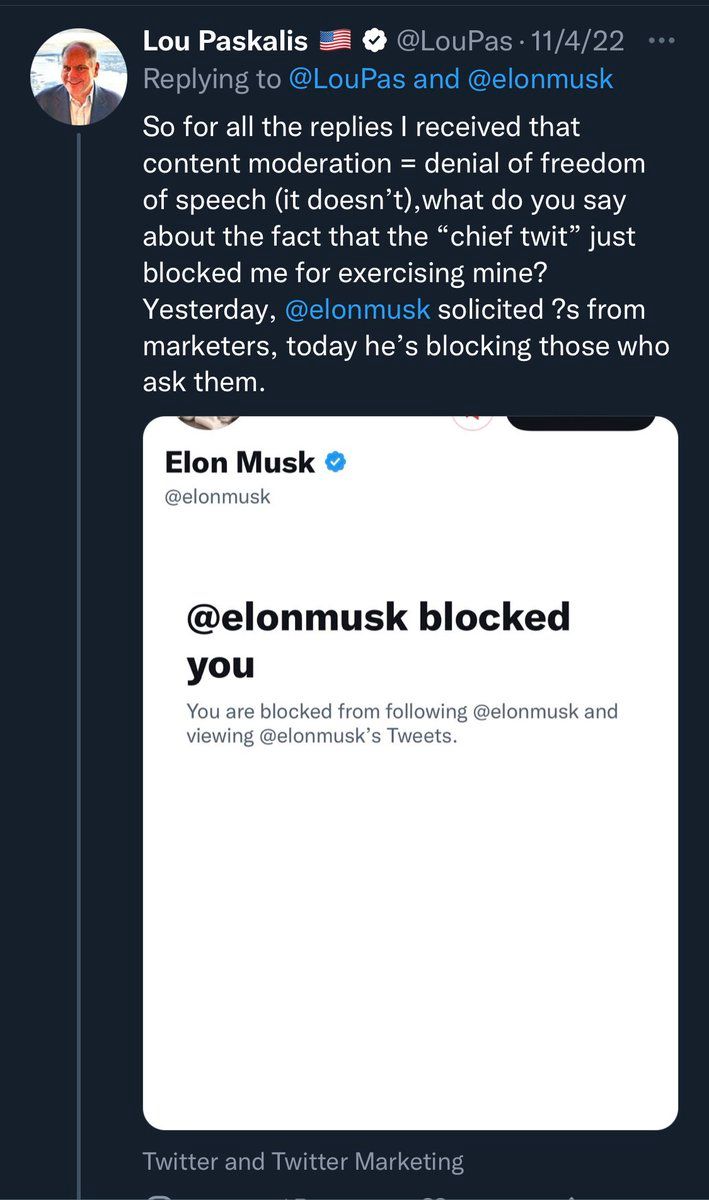 Lou Paskalis 🇺🇸 @LouPas · 11/4/22 •••
Replying to @LouPas and @elonmusk
So for all the replies I received that
content moderation = denial of freedom
of speech (it doesn’t),what do you say
about the fact that the “chief twit” just
blocked me for exercising mine?
Yesterday, @elonmusk solicited ?s from
marketers, today he’s blocking those who
ask them.
Elon Musk
@elonmusk
@elonmusk blocked
you
You are blocked from following @elonmusk and
viewing @elonmusk’s Tweets.
Twitter and Twitter Marketing